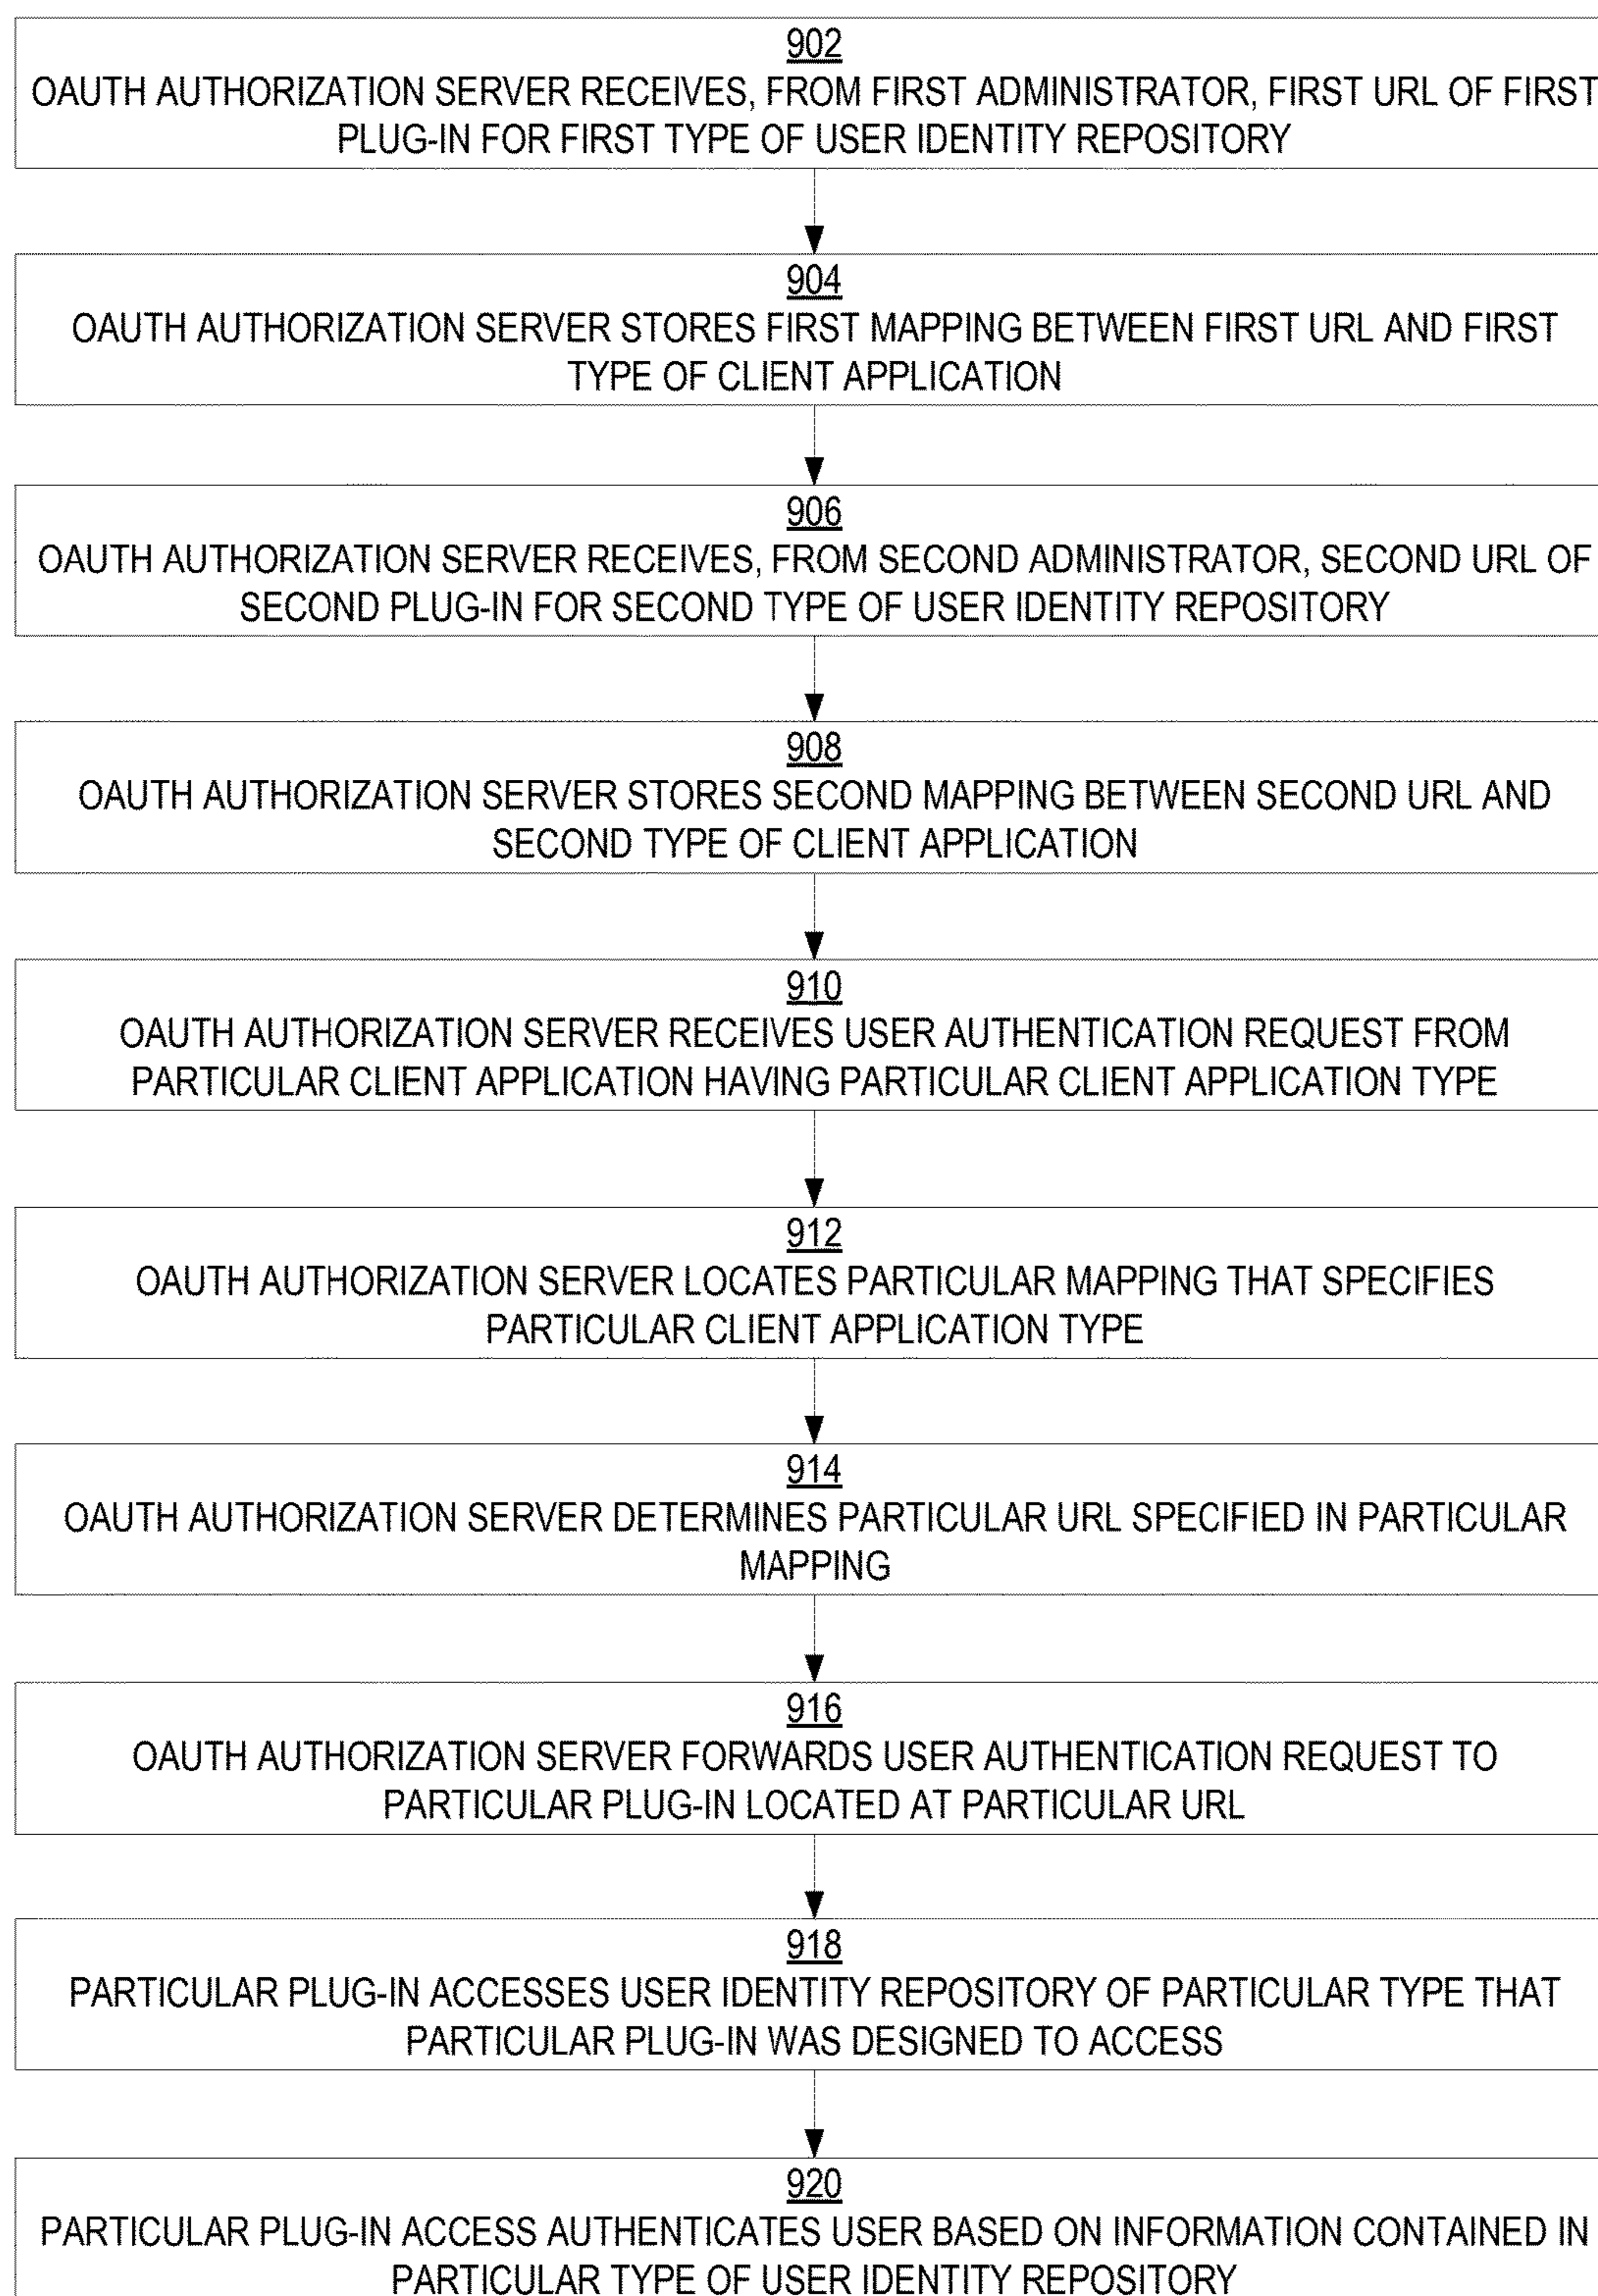 902
OAUTH AUTHORIZATION SERVER RECEIVES, FROM FIRST ADMINISTRATOR, FIRST URL OF FIRST
PLUG-IN FOR FIRST TYPE OF USER IDENTITY REPOSITORY
904
OAUTH AUTHORIZATION SERVER STORES FIRST MAPPING BETWEEN FIRST URL AND FIRST
TYPE OF CLIENT APPLICATION
906
OAUTH AUTHORIZATION SERVER RECEIVES, FROM SECOND ADMINISTRATOR, SECOND URL OF
SECOND PLUG-IN FOR SECOND TYPE OF USER IDENTITY REPOSITORY
908
OAUTH AUTHORIZATION SERVER STORES SECOND MAPPING BETWEEN SECOND URL AND
SECOND TYPE OF CLIENT APPLICATION
910
OAUTH AUTHORIZATION SERVER RECEIVES USER AUTHENTICATION REQUEST FROM
PARTICULAR CLIENT APPLICATION HAVING PARTICULAR CLIENT APPLICATION TYPE
912
OAUTH AUTHORIZATION SERVER LOCATES PARTICULAR MAPPING THAT SPECIFIES
PARTICULAR CLIENT APPLICATION TYPE
914
OAUTH AUTHORIZATION SERVER DETERMINES PARTICULAR URL SPECIFIED IN PARTICULAR
MAPPING
916
OAUTH AUTHORIZATION SERVER FORWARDS USER AUTHENTICATION REQUEST TO
PARTICULAR PLUG-IN LOCATED AT PARTICULAR URL
918
PARTICULAR PLUG-IN ACCESSES USER IDENTITY REPOSITORY OF PARTICULAR TYPE THAT
PARTICULAR PLUG-IN WAS DESIGNED TO ACCESS
920
PARTICULAR PLUG-IN ACCESS AUTHENTICATES USER BASED ON INFORMATION CONTAINED IN
PARTICULAR TYPE OF USER IDENTITY REPOSITORY